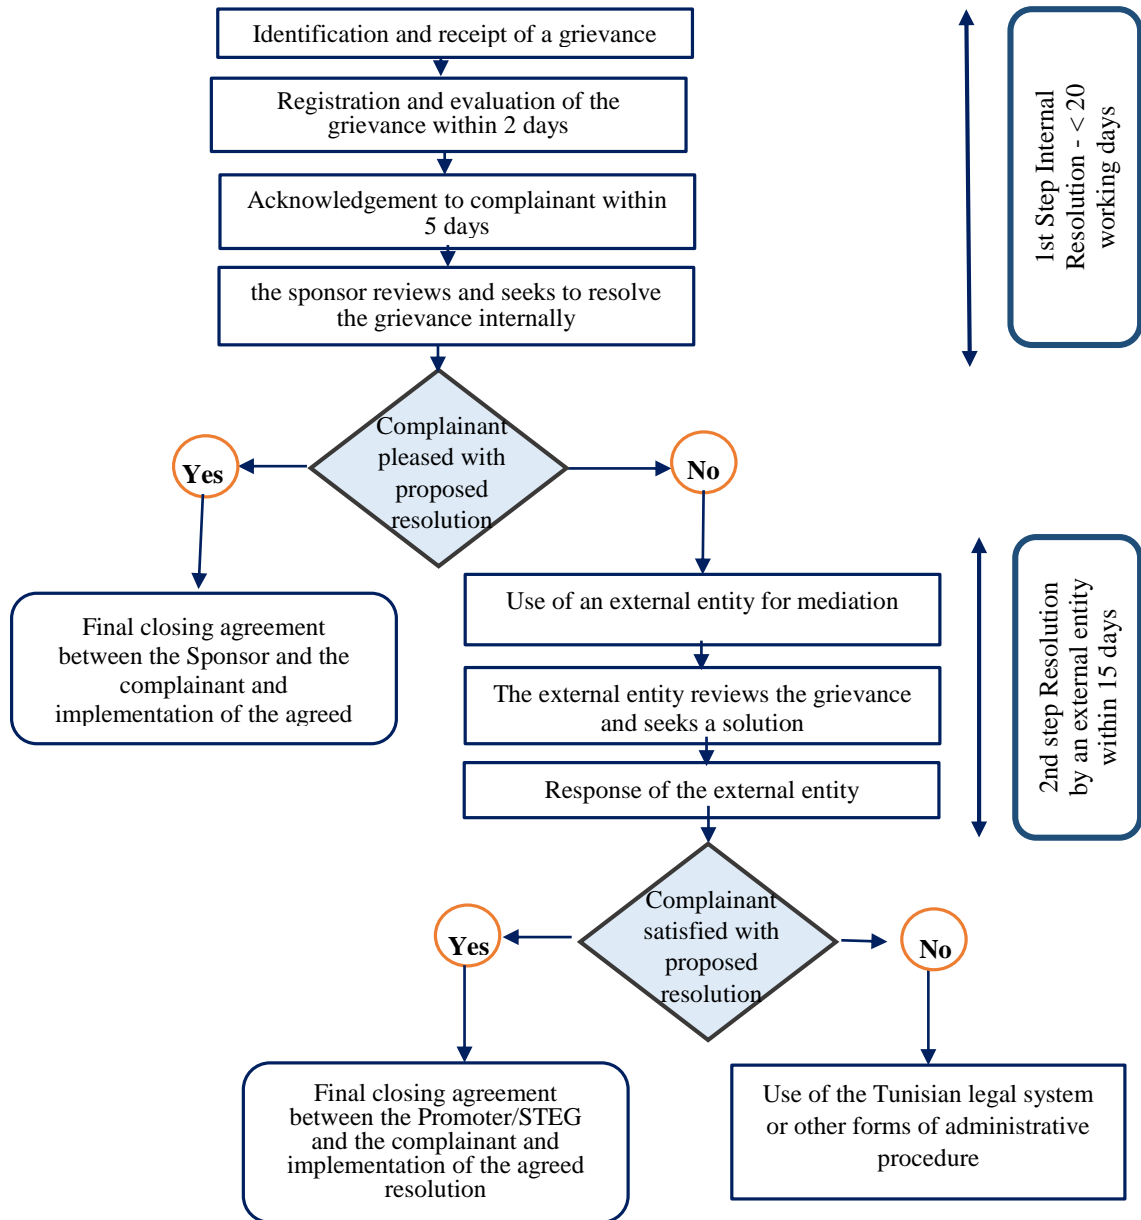 Identification and receipt of a grievance
Registration and evaluation of the
grievance within 2 days
Acknowledgement to complainant within
5 days
the sponsor reviews and seeks to resolve
the grievance internally
1st Step Internal
Resolution - < 20
working days
Complainant
pleased with
proposed
resolution
Yes
No
Final closing agreement
between the Sponsor and the
complainant and
implementation of the agreed
Use of an external entity for mediation
The external entity reviews the grievance
and seeks a solution
Response of the external entity
2nd step Resolution
by an external entity
within 15 days
Complainant
satisfied with
proposed
resolution
Yes
No
Final closing agreement
between the Promoter/STEG
and the complainant and
implementation of the agreed
resolution
Use of the Tunisian legal system
or other forms of administrative
procedure